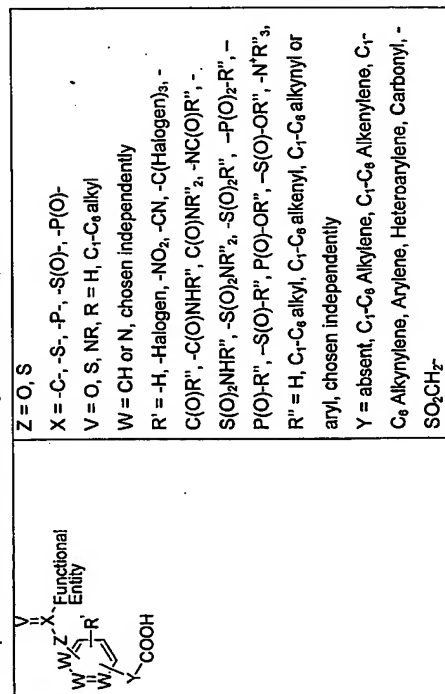 V
X
Z
Functional
Entity
W
W
W
W
R'
Y
COOH
Z = O, S
X = -C-, -S-, -P-, -S(O)-, -P(O)-
V = O, S, NR, R = H, C₁-C₆ alkyl
W = CH or N, chosen independently
R' = -H, -Halogen, -NO₂, -CN, -C(Halogen)₃, -
C(O)R'', -C(O)NHR'', C(O)NR''₂, -NC(O)R'', -
S(O)₂NHR'', -S(O)₂NR''₂, -S(O)₂R'', -P(O)₂-R'', –
P(O)-R'', –S(O)-R'', P(O)-OR'', –S(O)-OR'', -N⁺R''₃,
R'' = H, C₁-C₆ alkyl, C₁-C₆ alkenyl, C₁-C₆ alkynyl or
aryl, chosen independently
Y = absent, C₁-C₆ Alkylene, C₁-C₆ Alkenylene, C₁-
C₆ Alkynylene, Arylene, Heteroarylene, Carbonyl, -
SO₂CH₂-